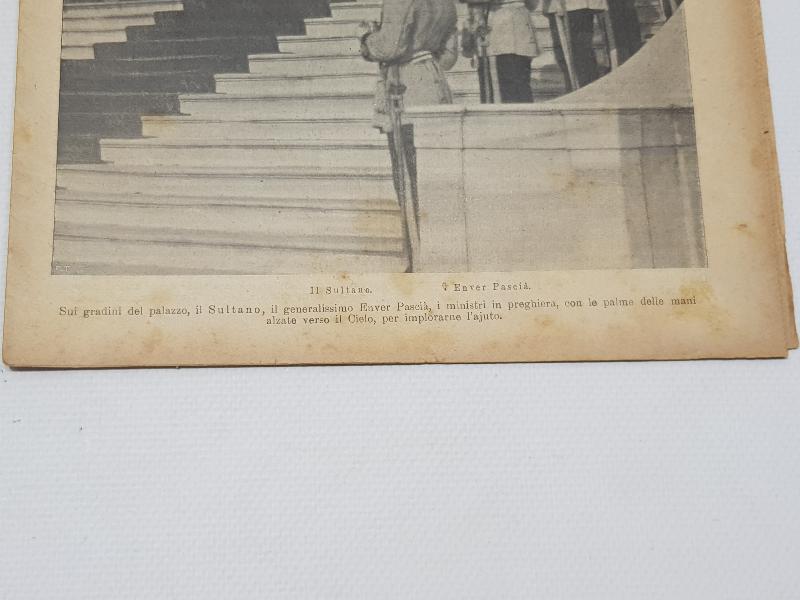 Il Sultano. Enver Pascià.
Sui gradini del palazzo, il Sultano, il generalissimo Enver Pascià, i ministri in preghiera, con le palme delle mani
alzate verso il Cielo, per implorarne l'ajuto.